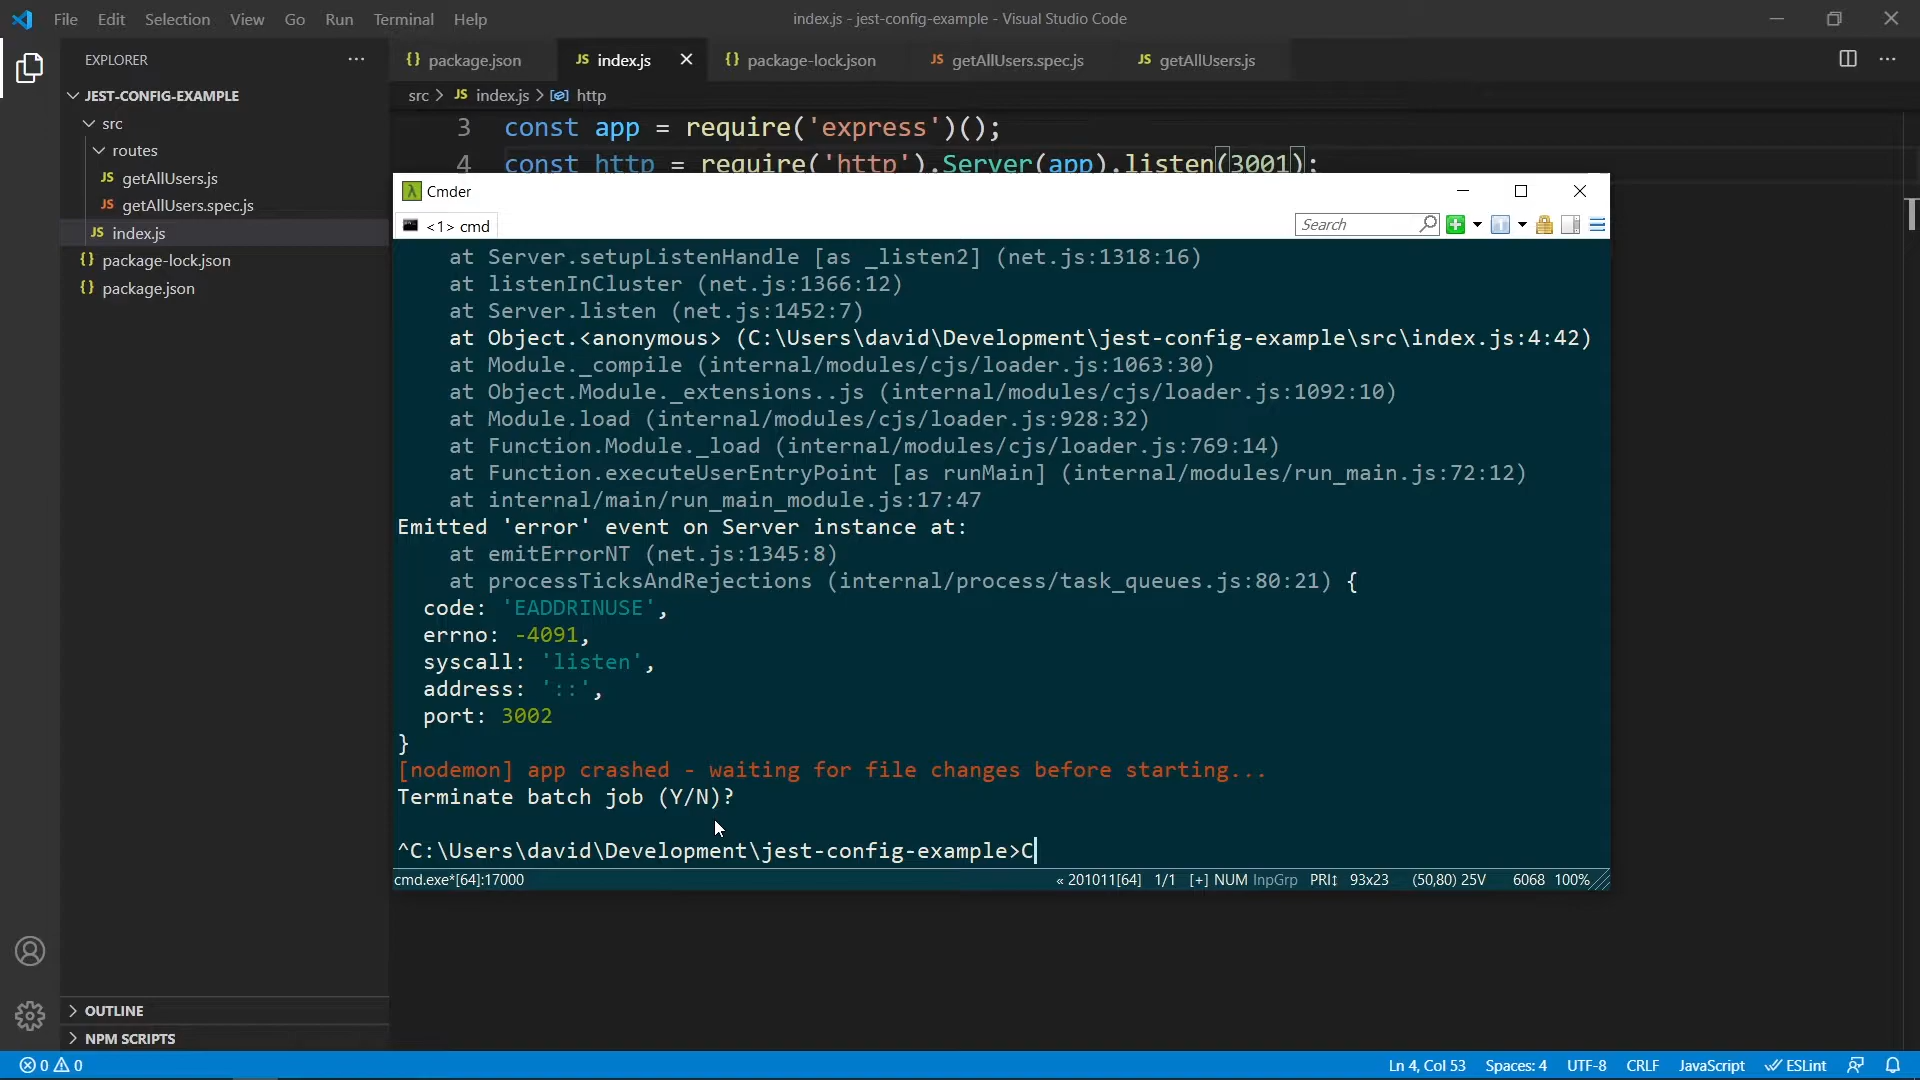 File Edit Selection View Go Run Terminal Help
index.js - jest-config-example - Visual Studio Code
EXPLORER
JEST-CONFIG-EXAMPLE
src
routes
JS getAllUsers.js
JS getAllUsers.spec.js
JS index.js
{} package-lock.json
{} package.json
OUTLINE
NPM SCRIPTS
{} package.json
JS index.js
{} package-lock.json
JS getAllUsers.spec.js
JS getAllUsers.js
src > JS index.js > http
3 const app = require('express')();
4 const http = require('http').Server(app).listen(3001);
λ Cmder
<1> cmd
Search
at Server.setupListenHandle [as _listen2] (net.js:1318:16)
at listenInCluster (net.js:1366:12)
at Server.listen (net.js:1452:7)
at Object.<anonymous> (C:\Users\david\Development\jest-config-example\src\index.js:4:42)
at Module._compile (internal/modules/cjs/loader.js:1063:30)
at Object.Module._extensions..js (internal/modules/cjs/loader.js:1092:10)
at Module.load (internal/modules/cjs/loader.js:928:32)
at Function.Module._load (internal/modules/cjs/loader.js:769:14)
at Function.executeUserEntryPoint [as runMain] (internal/modules/run_main.js:72:12)
at internal/main/run_main_module.js:17:47
Emitted 'error' event on Server instance at:
at emitErrorNT (net.js:1345:8)
at processTicksAndRejections (internal/process/task_queues.js:80:21) {
code: 'EADDRINUSE',
errno: -4091,
syscall: 'listen',
address: '::',
port: 3002
}
[nodemon] app crashed - waiting for file changes before starting...
Terminate batch job (Y/N)?
^C:\Users\david\Development\jest-config-example>C
cmd.exe*[64]:17000
« 201011[64] 1/1 [+] NUM InpGrp PRI↕ 93x23 (50,80) 25V 6068 100%
0 0
Ln 4, Col 53 Spaces: 4 UTF-8 CRLF JavaScript ESLint